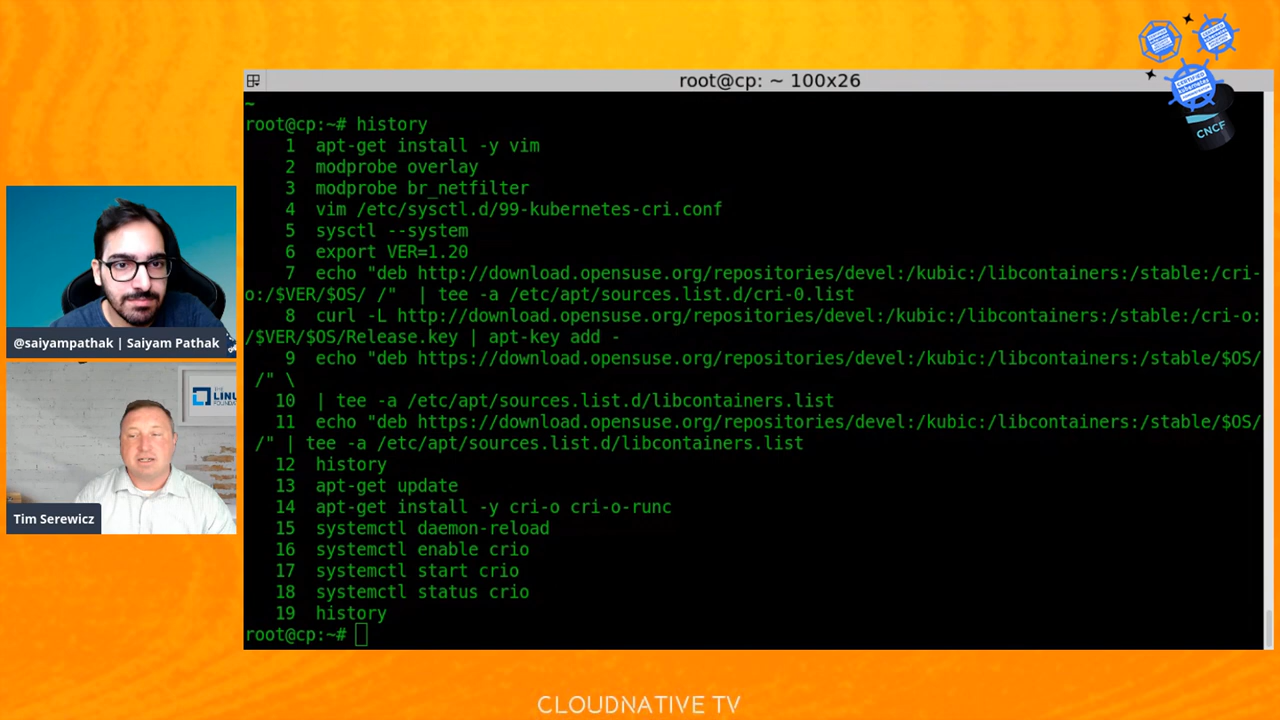 root@cp: ~ 100x26
~
root@cp:~# history
1 apt-get install -y vim
2 modprobe overlay
3 modprobe br_netfilter
4 vim /etc/sysctl.d/99-kubernetes-cri.conf
5 sysctl --system
6 export VER=1.20
7 echo "deb http://download.opensuse.org/repositories/devel:/kubic:/libcontainers:/stable:/cri-
o:/$VER/$OS/ /"  | tee -a /etc/apt/sources.list.d/cri-0.list
8 curl -L http://download.opensuse.org/repositories/devel:/kubic:/libcontainers:/stable:/cri-o:
/$VER/$OS/Release.key | apt-key add -
9 echo "deb https://download.opensuse.org/repositories/devel:/kubic:/libcontainers:/stable/$OS/
/" \
10 | tee -a /etc/apt/sources.list.d/libcontainers.list
11 echo "deb https://download.opensuse.org/repositories/devel:/kubic:/libcontainers:/stable/$OS/
/" | tee -a /etc/apt/sources.list.d/libcontainers.list
12 history
13 apt-get update
14 apt-get install -y cri-o cri-o-runc
15 systemctl daemon-reload
16 systemctl enable crio
17 systemctl start crio
18 systemctl status crio
19 history
root@cp:~#
@saiyampathak | Saiyam Pathak
THE
LINU
FOUNDA
Tim Serewicz
CERTIFIED
kubernetes
CNCF
CLOUDNATIVE TV